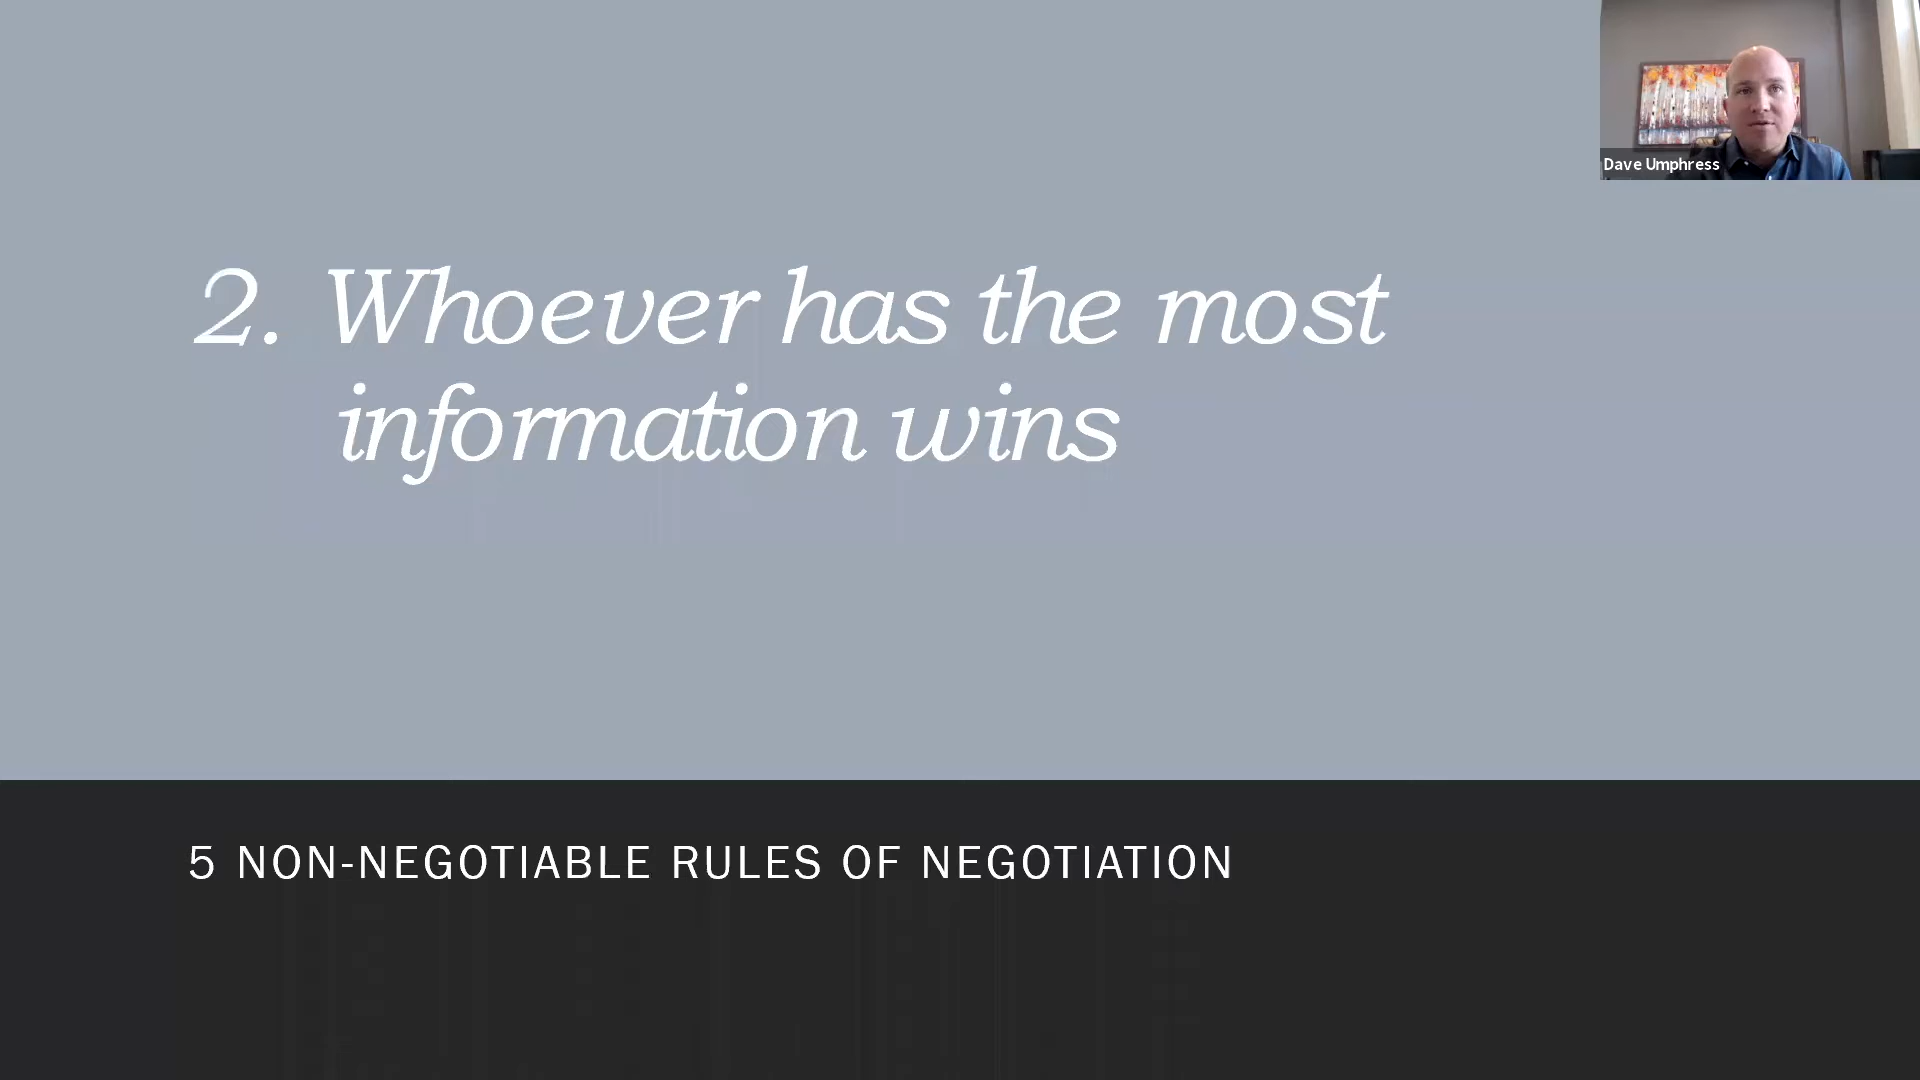 Dave Umphress
2. Whoever has the most
information wins
5 NON-NEGOTIABLE RULES OF NEGOTIATION